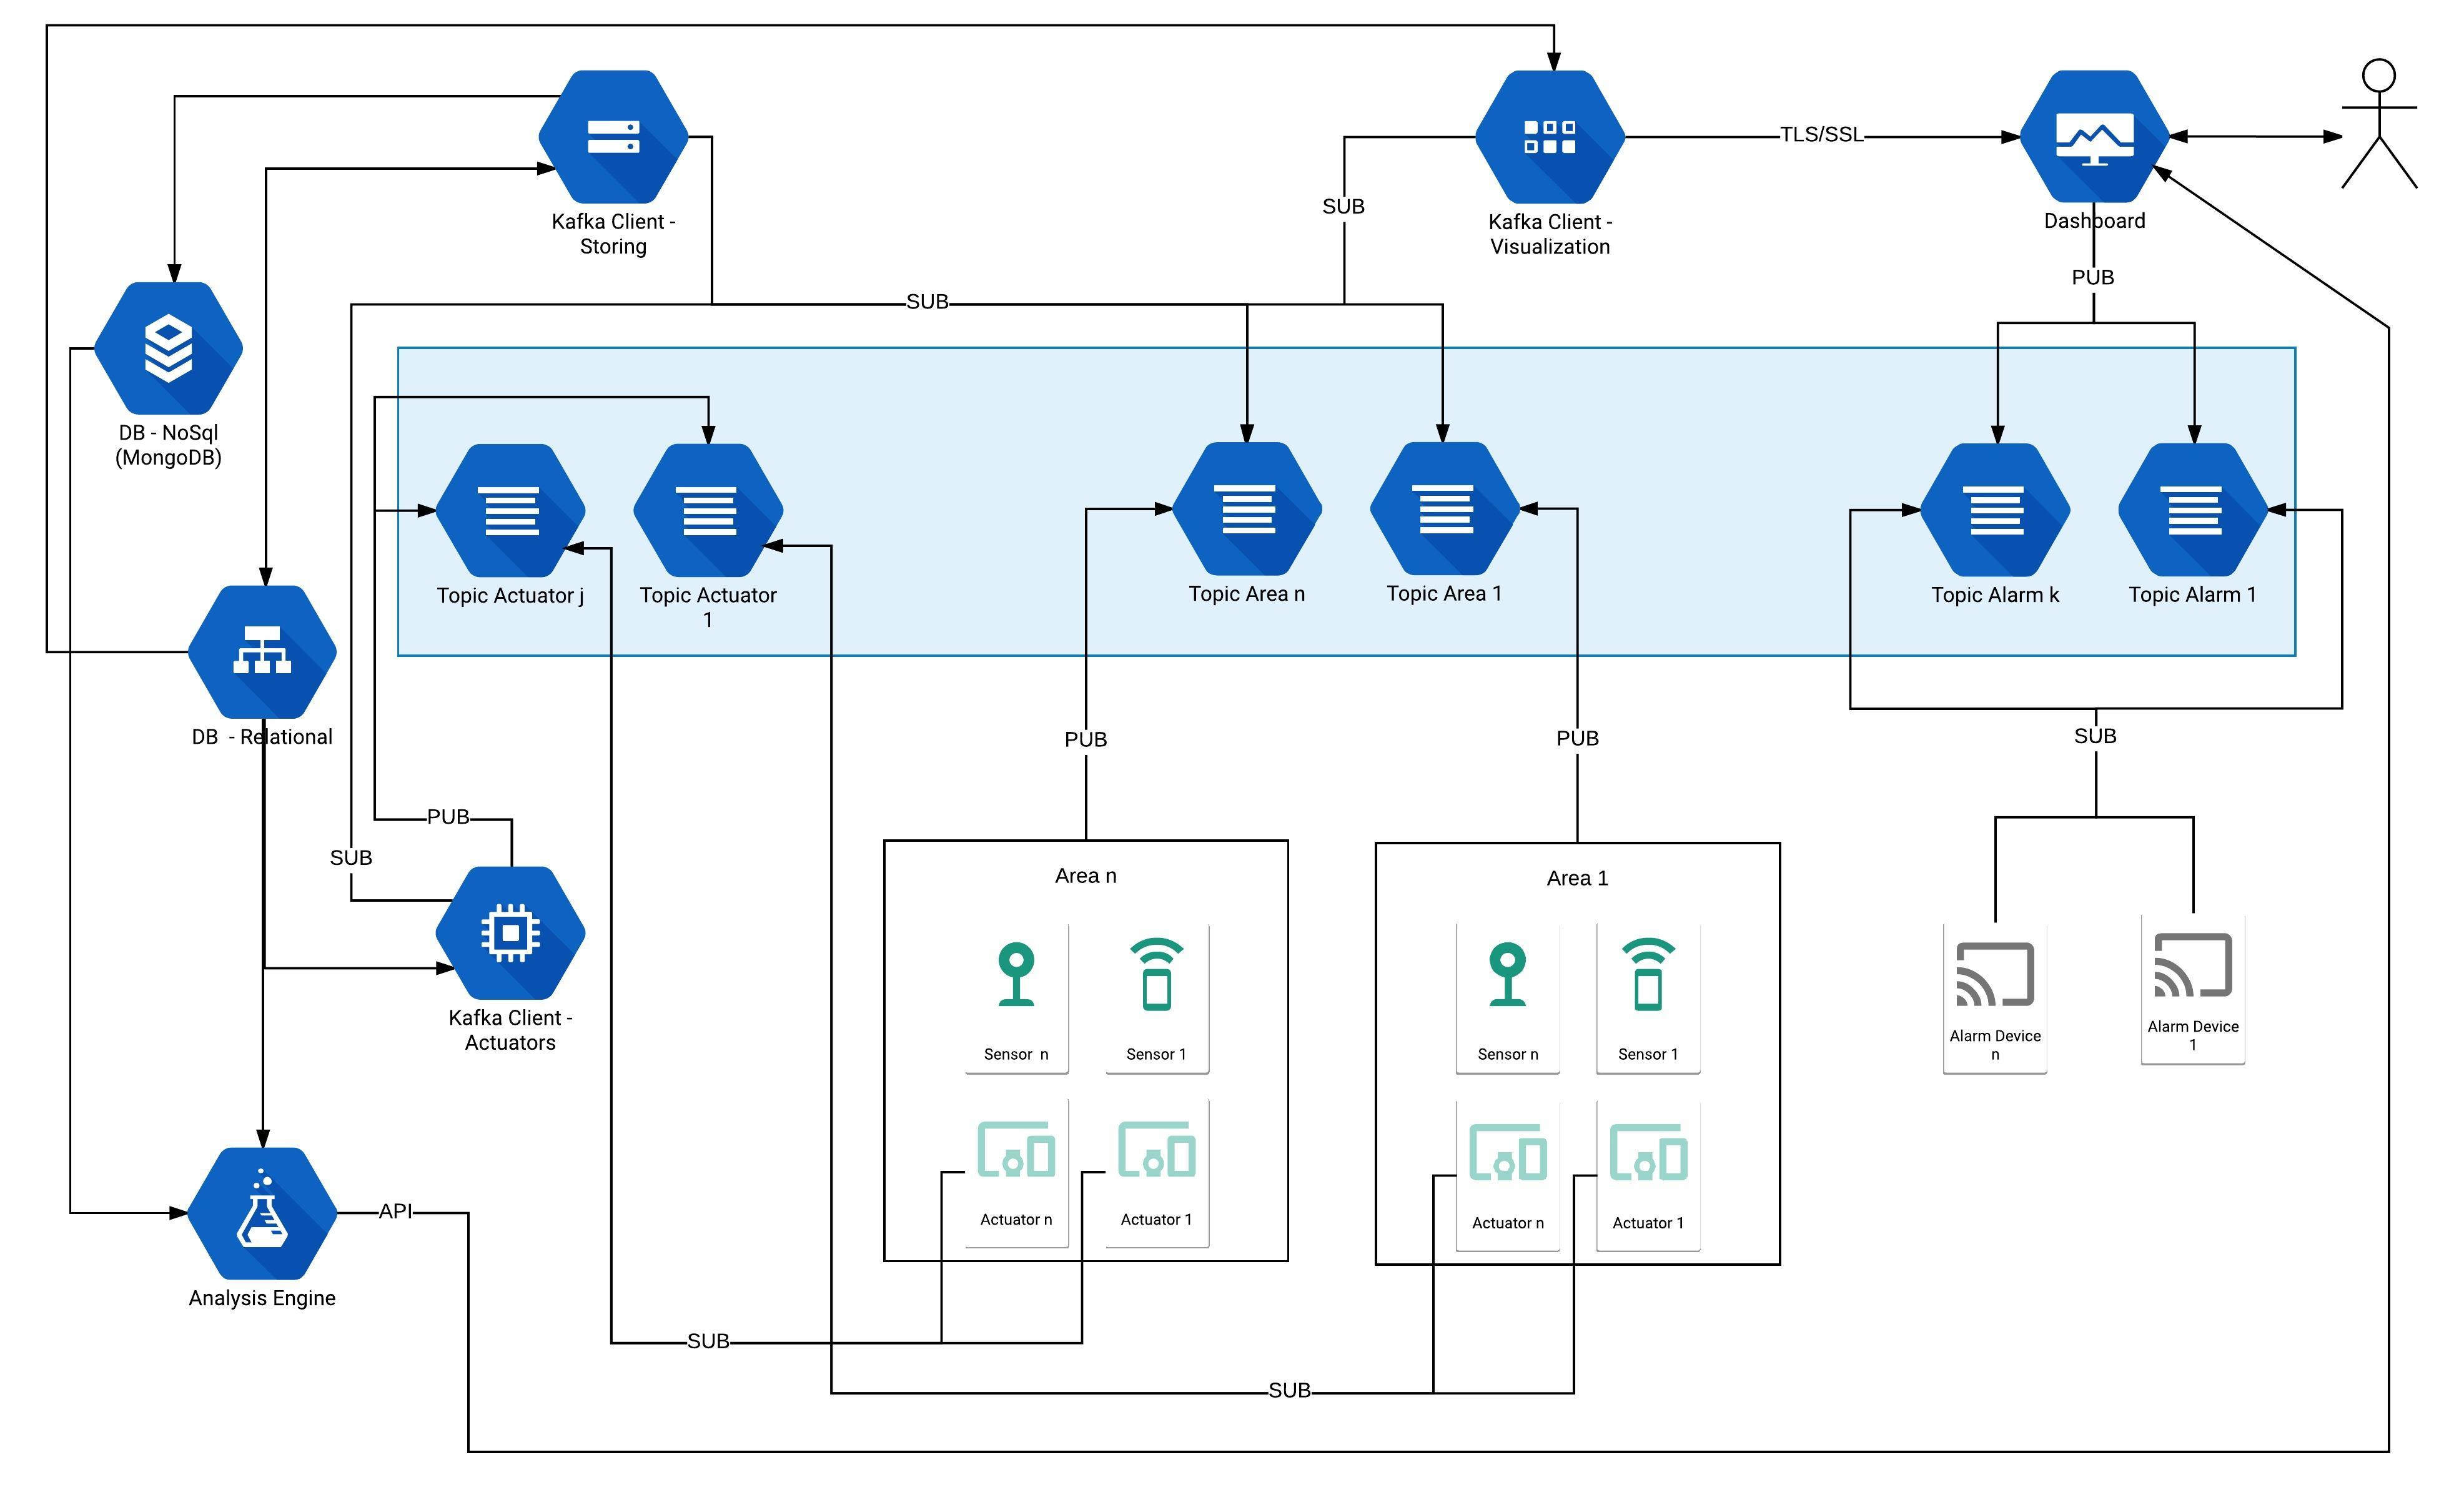 Kafka Client -
Storing
Kafka Client -
Visualization
TLS/SSL
Dashboard
SUB
PUB
SUB
DB - NoSql
(MongoDB)
Topic Actuator j
Topic Actuator
1
Topic Area n
Topic Area 1
Topic Alarm k
Topic Alarm 1
DB  - Relational
PUB
PUB
SUB
PUB
SUB
Kafka Client -
Actuators
Area n
Sensor  n
Sensor 1
Actuator n
Actuator 1
Area 1
Sensor n
Sensor 1
Actuator n
Actuator 1
Alarm Device
n
Alarm Device
1
API
Analysis Engine
SUB
SUB